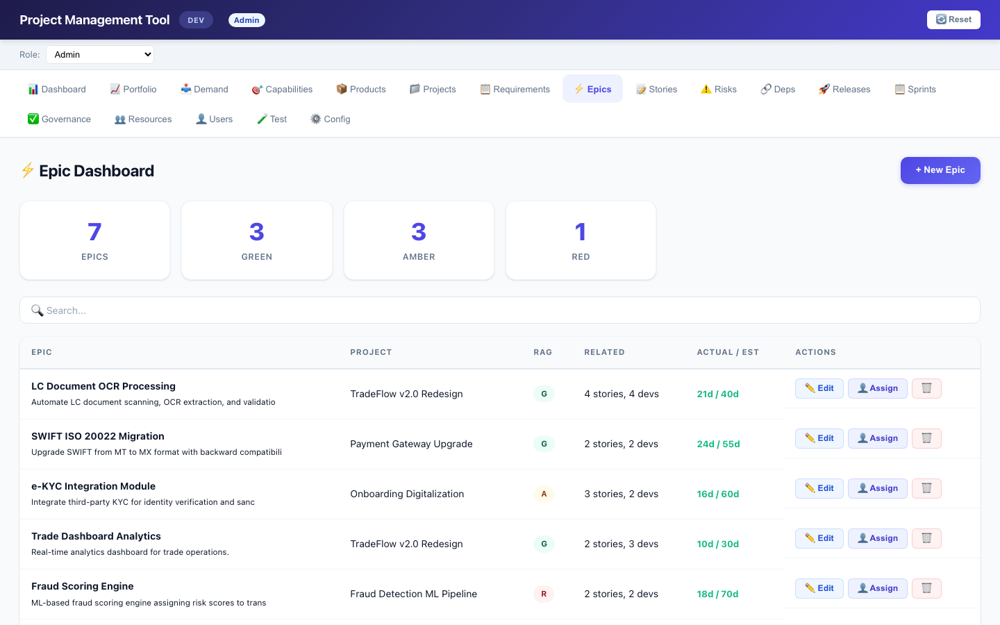 Project Management Tool DEV Admin Reset
Role: Admin
Dashboard Portfolio Demand Capabilities Products Projects Requirements Epics Stories Risks Deps Releases Sprints
Governance Resources Users Test Config
Epic Dashboard + New Epic
7 3 3 1
EPICS GREEN AMBER RED
Search...
EPIC PROJECT RAG RELATED ACTUAL / EST ACTIONS
LC Document OCR Processing
Automate LC document scanning, OCR extraction, and validatio
TradeFlow v2.0 Redesign G 4 stories, 4 devs 21d / 40d Edit Assign
SWIFT ISO 20022 Migration
Upgrade SWIFT from MT to MX format with backward compatibili
Payment Gateway Upgrade G 2 stories, 2 devs 24d / 55d Edit Assign
e-KYC Integration Module
Integrate third-party KYC for identity verification and sanc
Onboarding Digitalization A 3 stories, 2 devs 16d / 60d Edit Assign
Trade Dashboard Analytics
Real-time analytics dashboard for trade operations.
TradeFlow v2.0 Redesign G 2 stories, 3 devs 10d / 30d Edit Assign
Fraud Scoring Engine
ML-based fraud scoring engine assigning risk scores to trans
Fraud Detection ML Pipeline R 2 stories, 2 devs 18d / 70d Edit Assign